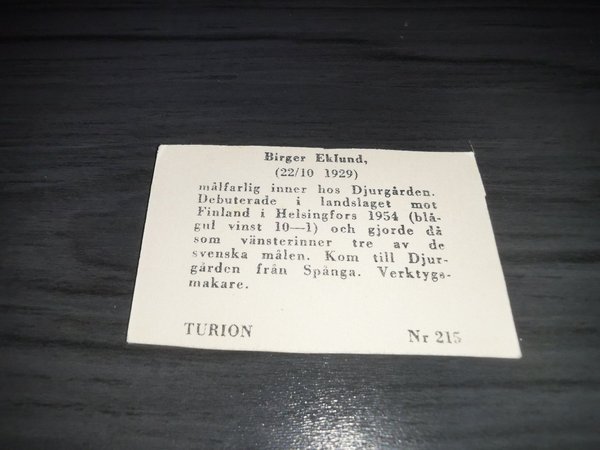 Birger Eklund,
(22/10 1929)
målfarlig inner hos Djurgården.
Debuterade i landslaget mot
Finland i Helsingfors 1954 (blå-
gul vinst 10—1) och gjorde då
som vänsterinner tre av de
svenska målen. Kom till Djur-
gården från Spånga. Verktygs-
makare.
TURION Nr 215